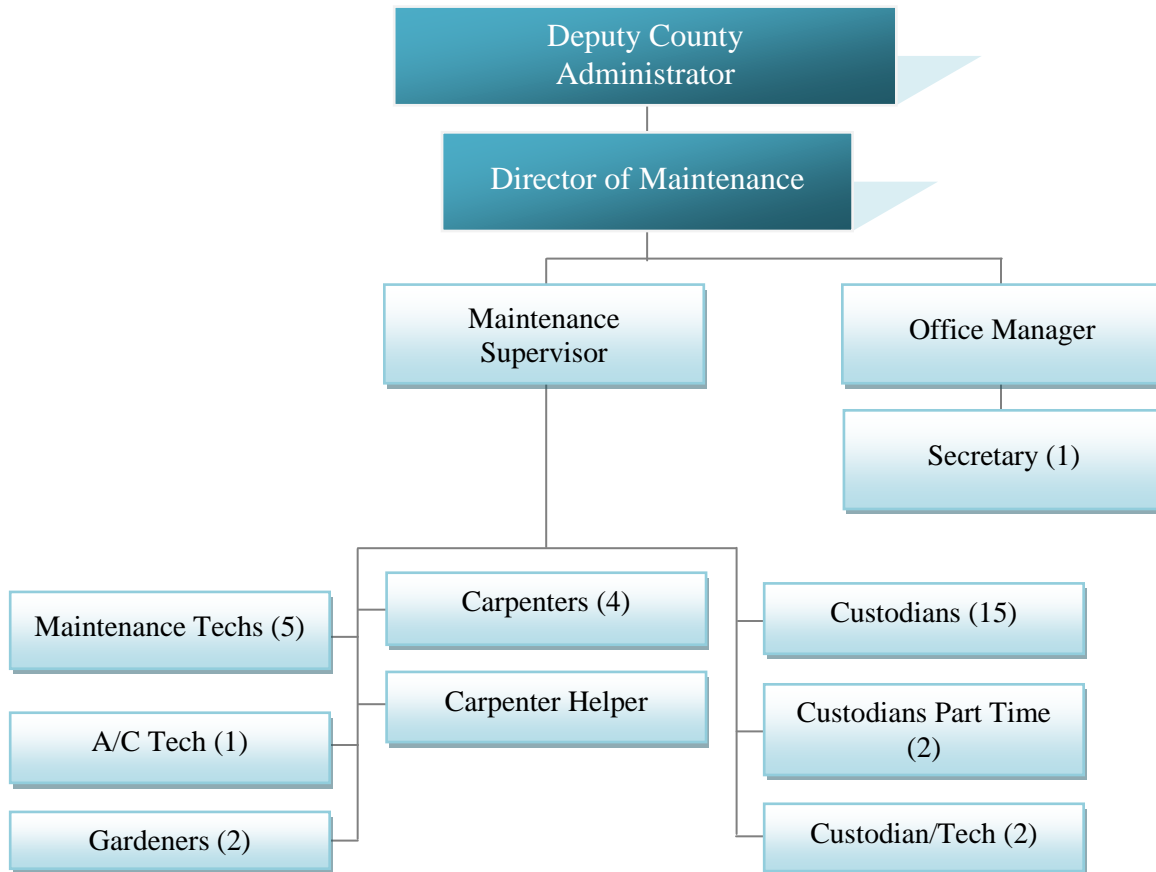 Deputy County
Administrator
Director of Maintenance
Maintenance
Supervisor
Office Manager
Secretary (1)
Maintenance Techs (5)
Carpenters (4)
Custodians (15)
A/C Tech (1)
Carpenter Helper
Custodians Part Time
(2)
Gardeners (2)
Custodian/Tech (2)